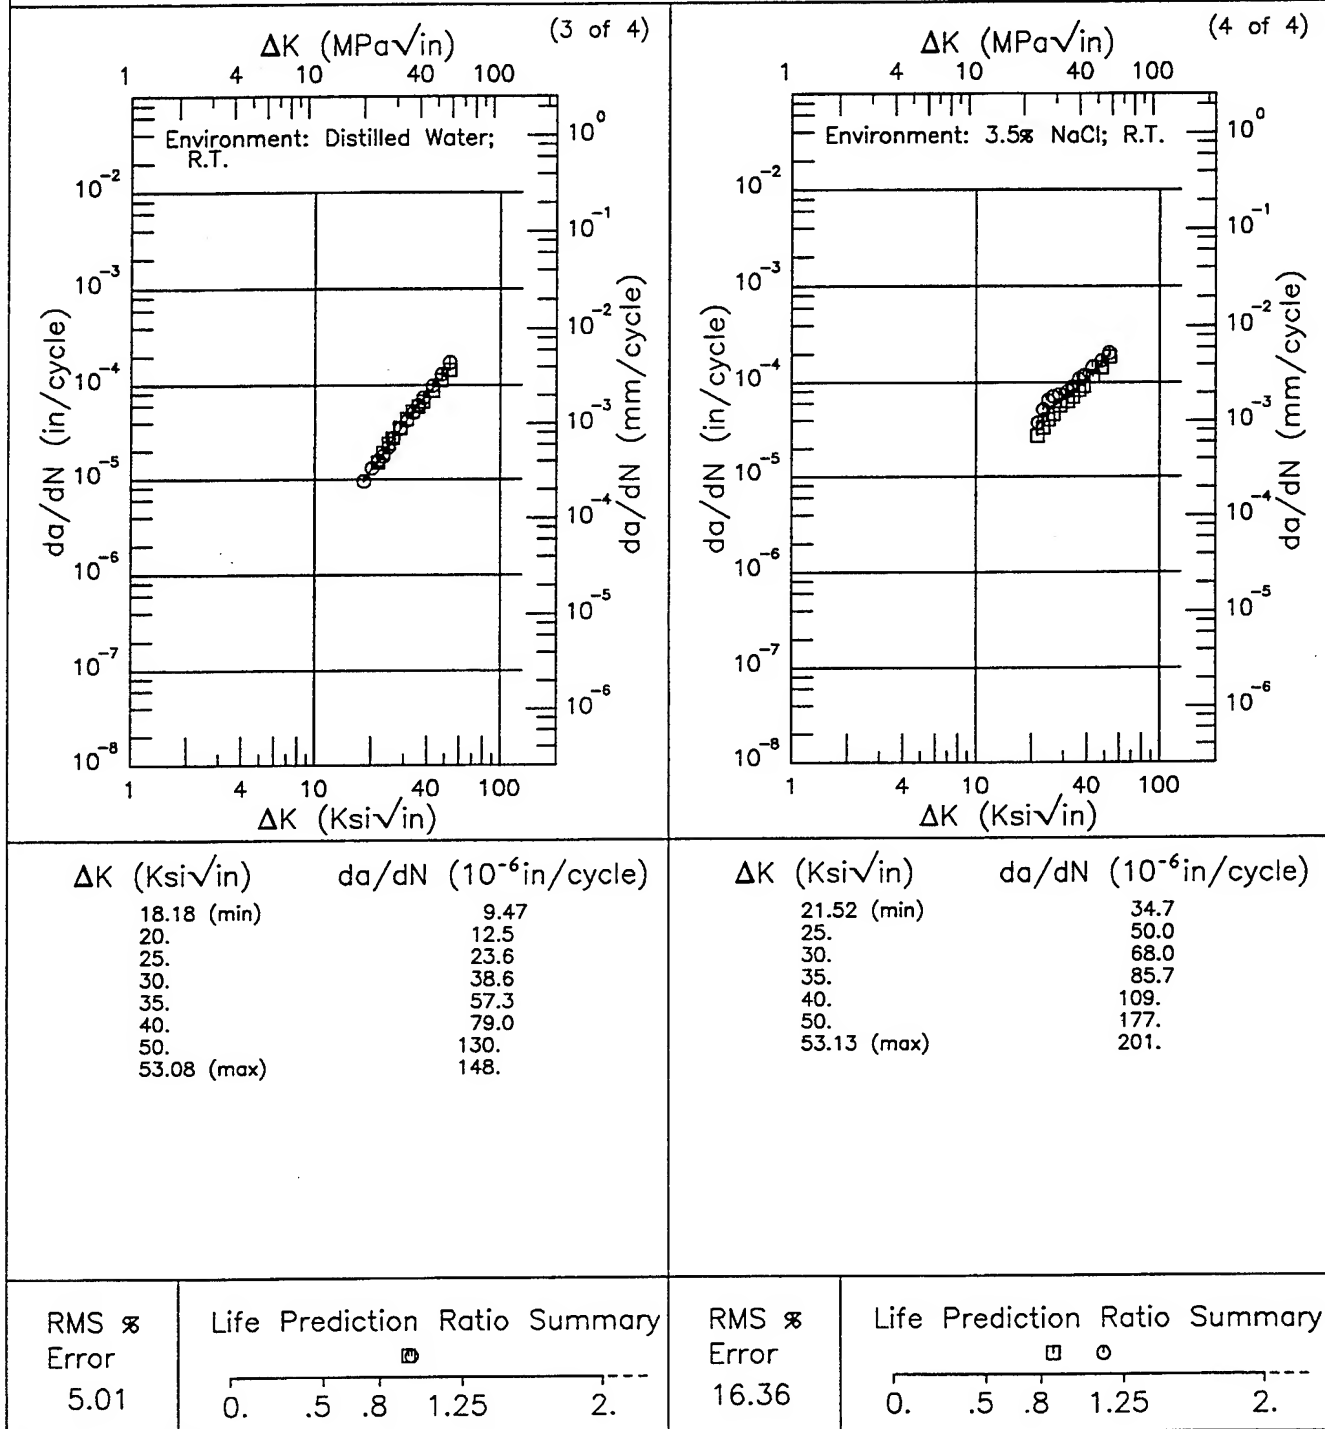 (3 of 4)
ΔK (MPa√in)
1 4 10 40 100
Environment: Distilled Water;
R.T.
da/dN (in/cycle)
10⁻²
10⁻³
10⁻⁴
10⁻⁵
10⁻⁶
10⁻⁷
10⁻⁸
da/dN (mm/cycle)
10⁰
10⁻¹
10⁻²
10⁻³
10⁻⁴
10⁻⁵
10⁻⁶
1 4 10 40 100
ΔK (Ksi√in)
ΔK (Ksi√in) da/dN (10⁻⁶in/cycle)
18.18 (min) 9.47
20. 12.5
25. 23.6
30. 38.6
35. 57.3
40. 79.0
50. 130.
53.08 (max) 148.
RMS %
Error
5.01
Life Prediction Ratio Summary
0. .5 .8 1.25 2.
(4 of 4)
ΔK (MPa√in)
1 4 10 40 100
Environment: 3.5% NaCl; R.T.
da/dN (in/cycle)
10⁻²
10⁻³
10⁻⁴
10⁻⁵
10⁻⁶
10⁻⁷
10⁻⁸
da/dN (mm/cycle)
10⁰
10⁻¹
10⁻²
10⁻³
10⁻⁴
10⁻⁵
10⁻⁶
1 4 10 40 100
ΔK (Ksi√in)
ΔK (Ksi√in) da/dN (10⁻⁶in/cycle)
21.52 (min) 34.7
25. 50.0
30. 68.0
35. 85.7
40. 109.
50. 177.
53.13 (max) 201.
RMS %
Error
16.36
Life Prediction Ratio Summary
0. .5 .8 1.25 2.